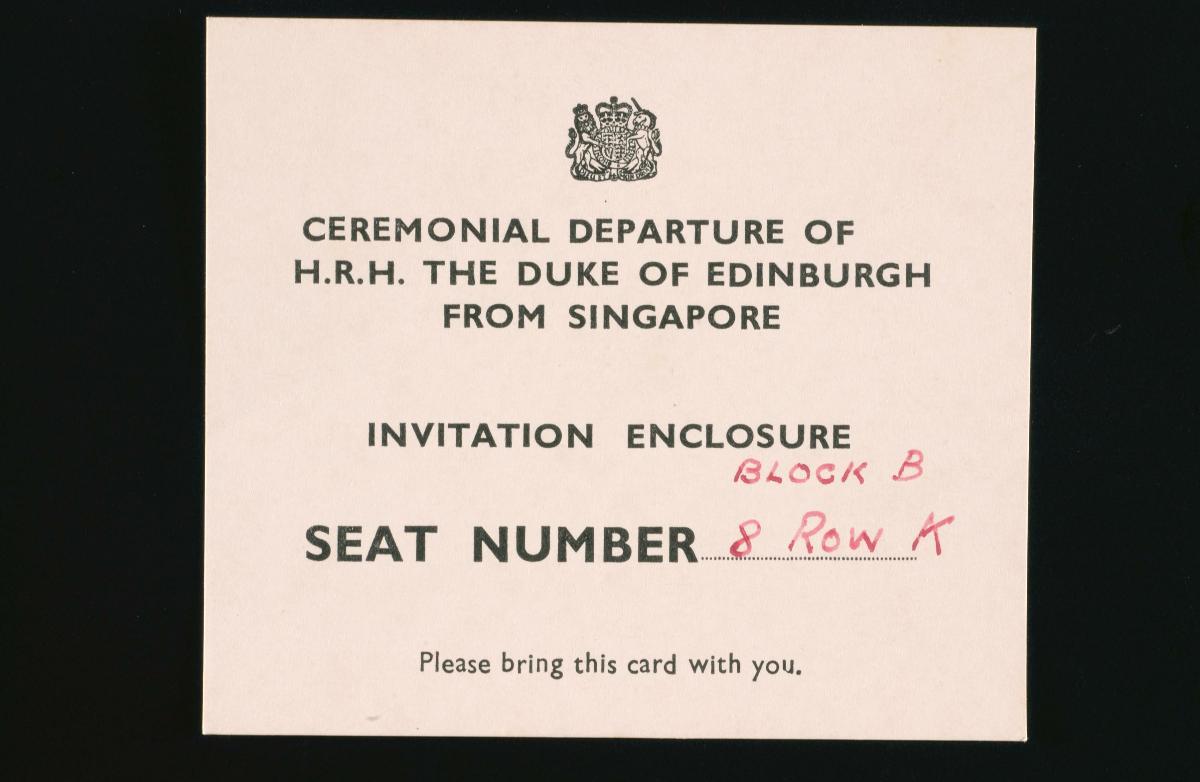 CEREMONIAL DEPARTURE OF
H.R.H. THE DUKE OF EDINBURGH
FROM SINGAPORE
INVITATION ENCLOSURE
BLOCK B
SEAT NUMBER 8 ROW K
Please bring this card with you.